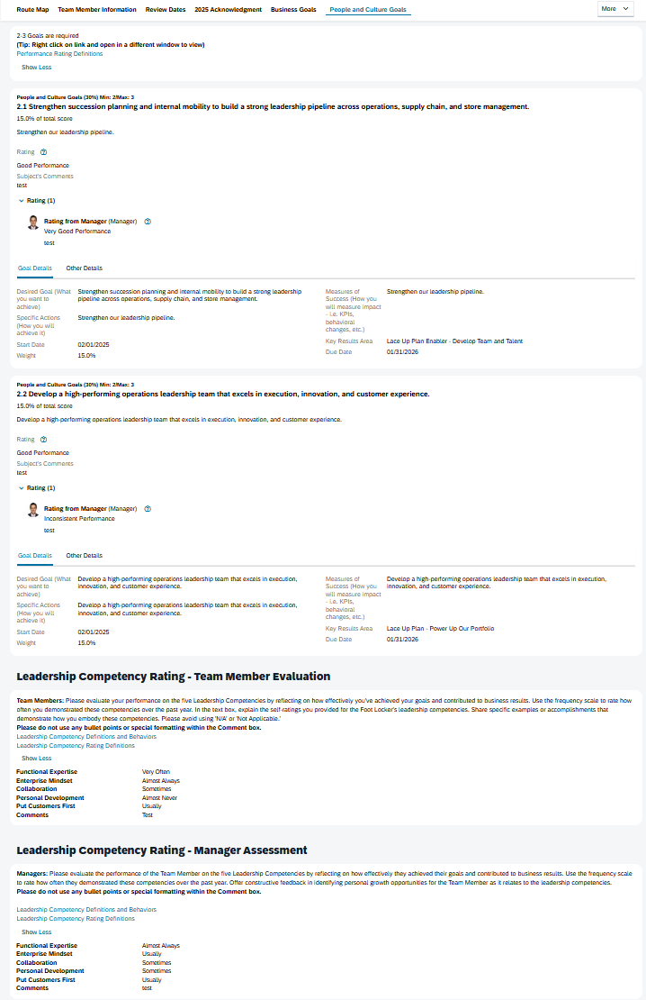 Route Map Team Member Information Review Dates 2025 Acknowledgment Business Goals People and Culture Goals More
2-3 Goals are required
(Tip: Right click on link and open in a different window to view)
Performance Rating Definitions
Show Less
People and Culture Goals (30%) Min: 2/Max: 3
2.1 Strengthen succession planning and internal mobility to build a strong leadership pipeline across operations, supply chain, and store management.
15.0% of total score
Strengthen our leadership pipeline.
Rating
Good Performance
Subject's Comments
test
Rating (1)
Rating from Manager (Manager)
Very Good Performance
test
Goal Details Other Details
Desired Goal (What you want to achieve)
Strengthen succession planning and internal mobility to build a strong leadership
pipeline across operations, supply chain, and store management.
Specific Actions (How you will achieve it)
Strengthen our leadership pipeline.
Start Date 02/01/2025
Weight 15.0%
Measures of Success (How you will measure impact - i.e. KPIs, behavioral changes, etc.)
Strengthen our leadership pipeline.
Key Results Area Lace Up Plan Enabler - Develop Team and Talent
Due Date 01/31/2026
People and Culture Goals (30%) Min: 2/Max: 3
2.2 Develop a high-performing operations leadership team that excels in execution, innovation, and customer experience.
15.0% of total score
Develop a high-performing operations leadership team that excels in execution, innovation, and customer experience.
Rating
Good Performance
Subject's Comments
test
Rating (1)
Rating from Manager (Manager)
Inconsistent Performance
test
Goal Details Other Details
Desired Goal (What you want to achieve)
Develop a high-performing operations leadership team that excels in execution,
innovation, and customer experience.
Specific Actions (How you will achieve it)
Develop a high-performing operations leadership team that excels in execution,
innovation, and customer experience.
Start Date 02/01/2025
Weight 15.0%
Measures of Success (How you will measure impact - i.e. KPIs, behavioral changes, etc.)
Develop a high-performing operations leadership team that excels in execution,
innovation, and customer experience.
Key Results Area Lace Up Plan - Power Up Our Portfolio
Due Date 01/31/2026
Leadership Competency Rating - Team Member Evaluation
Team Members: Please evaluate your performance on the five Leadership Competencies by reflecting on how effectively you've achieved your goals and contributed to business results. Use the frequency scale to rate how
often you demonstrated these competencies over the past year. In the text box, explain the self-ratings you provided for the Foot Locker's leadership competencies. Share specific examples or accomplishments that
demonstrate how you embody these competencies. Please avoid using 'N/A' or 'Not Applicable.'
Please do not use any bullet points or special formatting within the Comment box.
Leadership Competency Definitions and Behaviors
Leadership Competency Rating Definitions
Show Less
Functional Expertise Very Often
Enterprise Mindset Almost Always
Collaboration Sometimes
Personal Development Almost Never
Put Customers First Usually
Comments Test
Leadership Competency Rating - Manager Assessment
Managers: Please evaluate the performance of the Team Member on the five Leadership Competencies by reflecting on how effectively they achieved their goals and contributed to business results. Use the frequency scale
to rate how often they demonstrated these competencies over the past year. Offer constructive feedback in identifying personal growth opportunities for the Team Member as it relates to the leadership competencies.
Please do not use any bullet points or special formatting within the Comment box.
Leadership Competency Definitions and Behaviors
Leadership Competency Rating Definitions
Show Less
Functional Expertise Almost Always
Enterprise Mindset Usually
Collaboration Sometimes
Personal Development Sometimes
Put Customers First Usually
Comments test